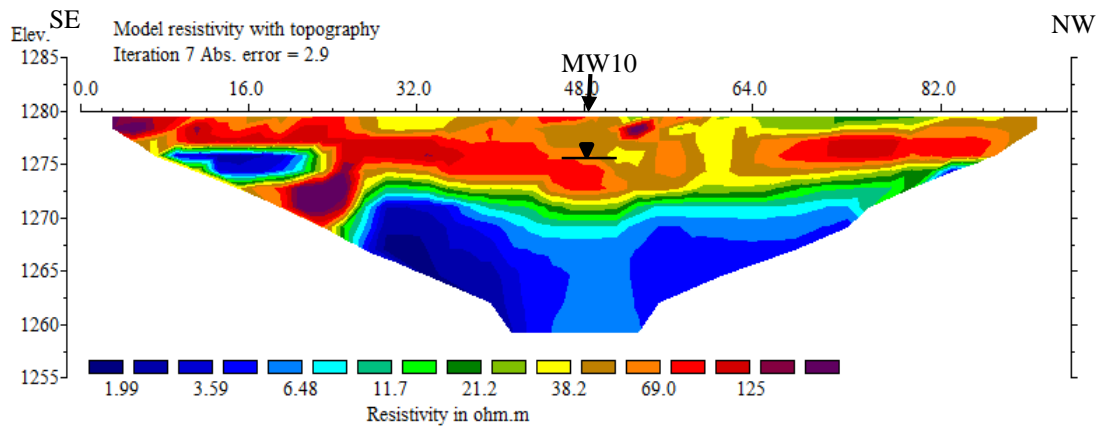 SE
NW
Elev.
Model resistivity with topography
Iteration 7 Abs. error = 2.9
MW10
1285
0.0 16.0 32.0 48.0 64.0 82.0
1280
1275
1270
1265
1260
1255
1.99 3.59 6.48 11.7 21.2 38.2 69.0 125
Resistivity in ohm.m